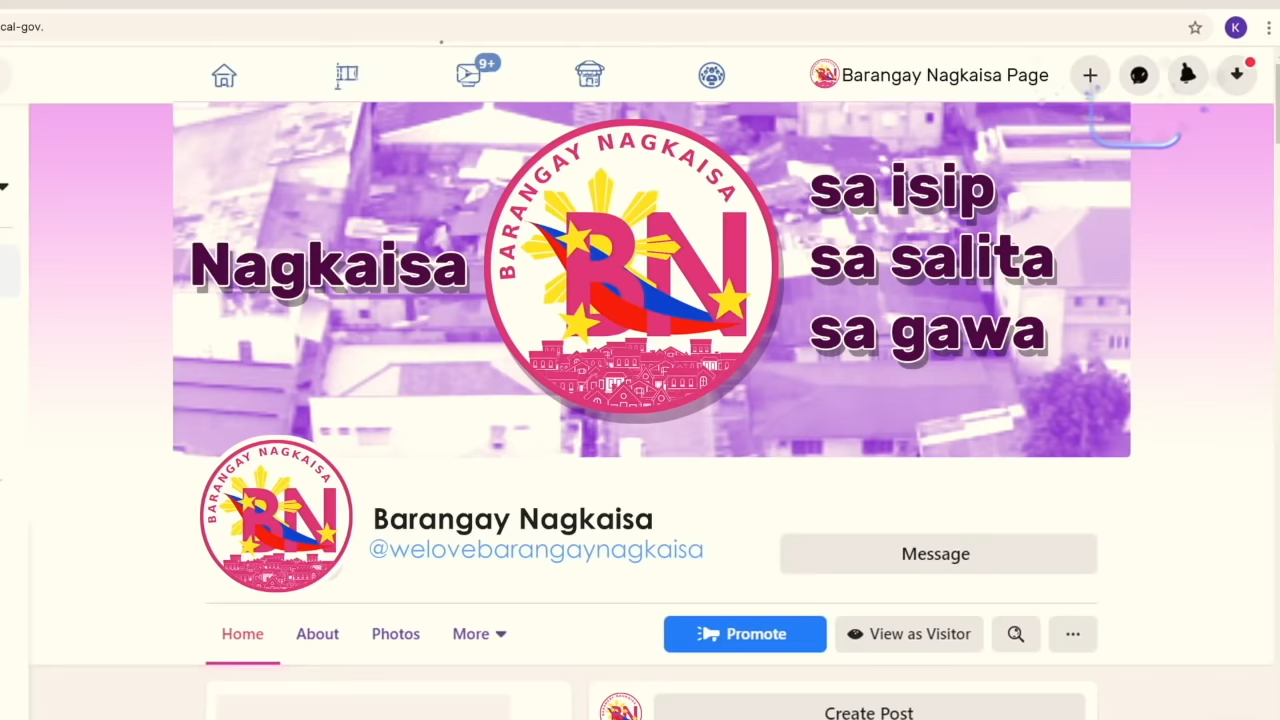 cal-gov.
K
9+
Barangay Nagkaisa Page
BARANGAY NAGKAISA
BN
Nagkaisa
sa isip
sa salita
sa gawa
BARANGAY NAGKAISA
BN
Barangay Nagkaisa
@welovebarangaynagkaisa
Message
Home About Photos More
Promote View as Visitor
Create Post